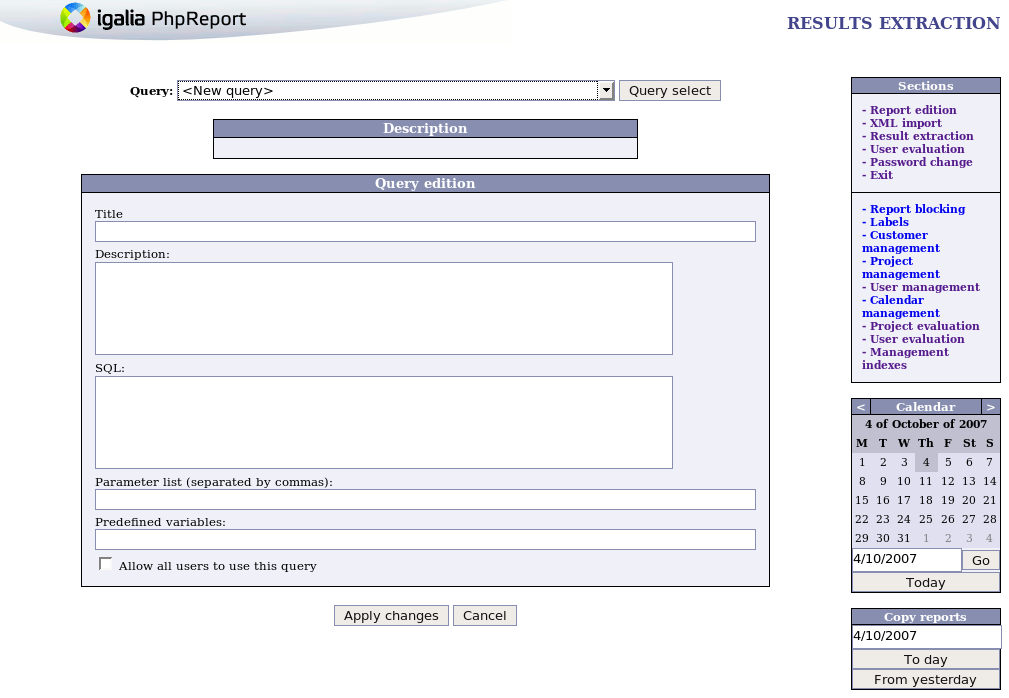 igalia PhpReport
RESULTS EXTRACTION
Query: <New query> Query select
Description
Query edition
Title
Description:
SQL:
Parameter list (separated by commas):
Predefined variables:
Allow all users to use this query
Apply changes Cancel
Sections
- Report edition
- XML import
- Result extraction
- User evaluation
- Password change
- Exit
- Report blocking
- Labels
- Customer
management
- Project
management
- User management
- Calendar
management
- Project evaluation
- User evaluation
- Management
indexes
< Calendar >
4 of October of 2007
M T W Th F St S
1 2 3 4 5 6 7
8 9 10 11 12 13 14
15 16 17 18 19 20 21
22 23 24 25 26 27 28
29 30 31 1 2 3 4
4/10/2007 Go
Today
Copy reports
4/10/2007
To day
From yesterday